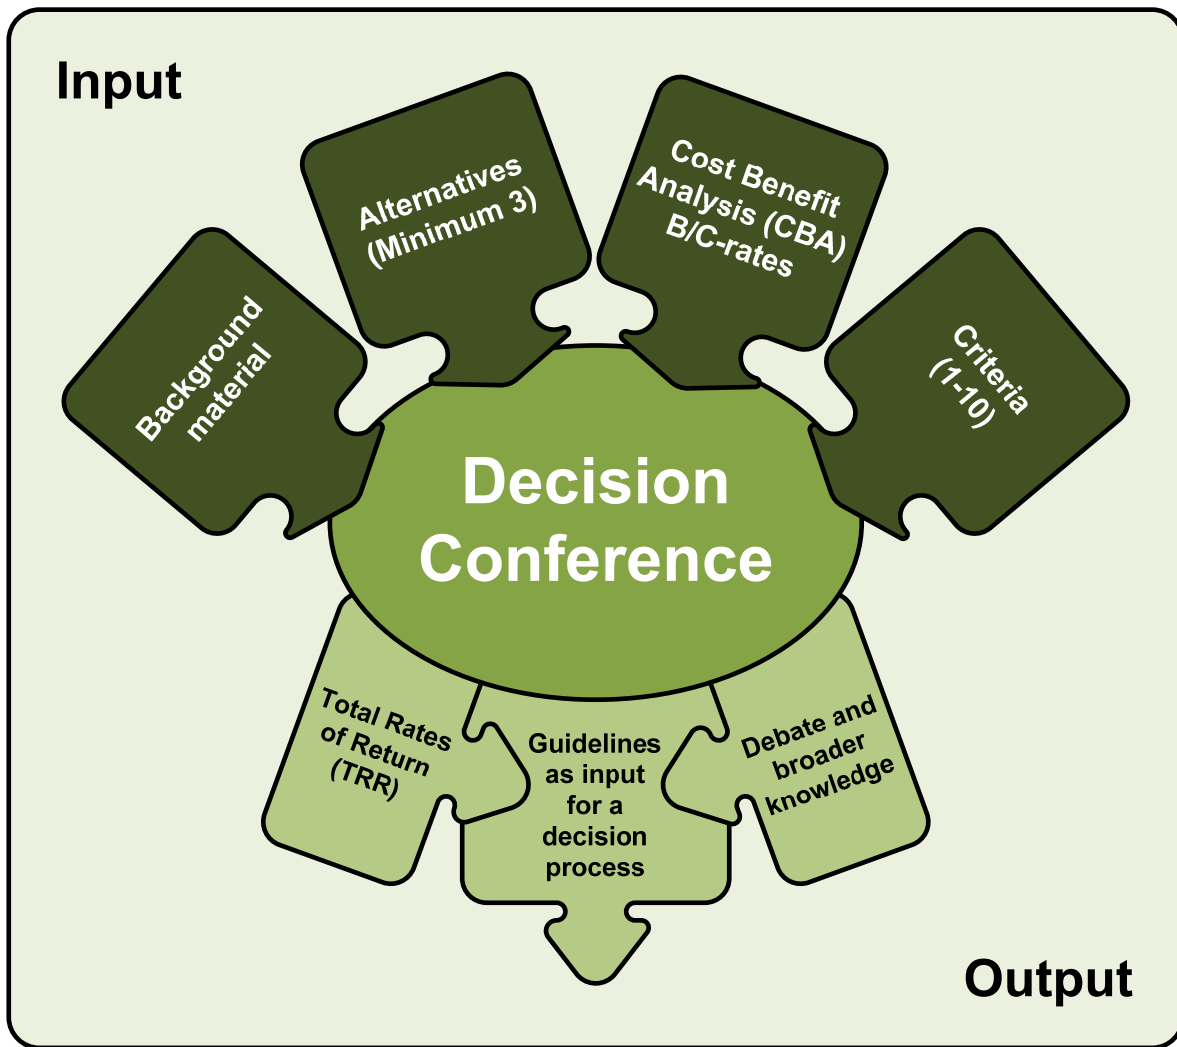 Input
Background
material
Alternatives
(Minimum 3)
Cost Benefit
Analysis (CBA)
B/C-rates
Criteria
(1-10)
Decision
Conference
Total Rates
of Return
(TRR)
Guidelines
as input
for a
decision
process
Debate and
broader
knowledge
Output